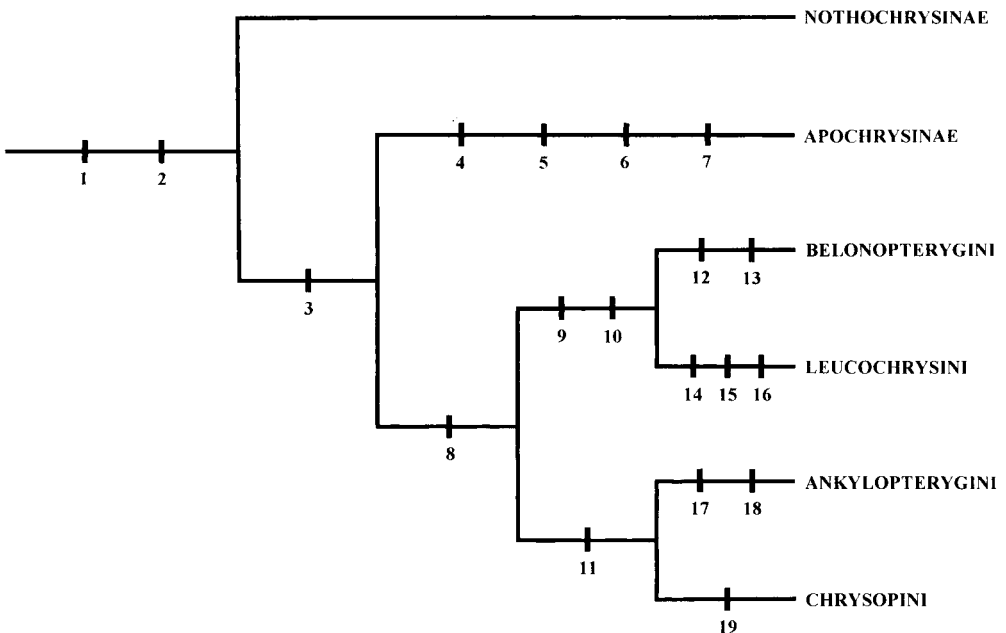 NOTHOCHRYSINAE
APOCHRYSINAE
4 5 6 7
1 2
BELONOPTERYGINI
12 13
3
9 10
LEUCOCHRYSINI
14 15 16
8
ANKYLOPTERYGINI
17 18
11
CHRYSOPINI
19